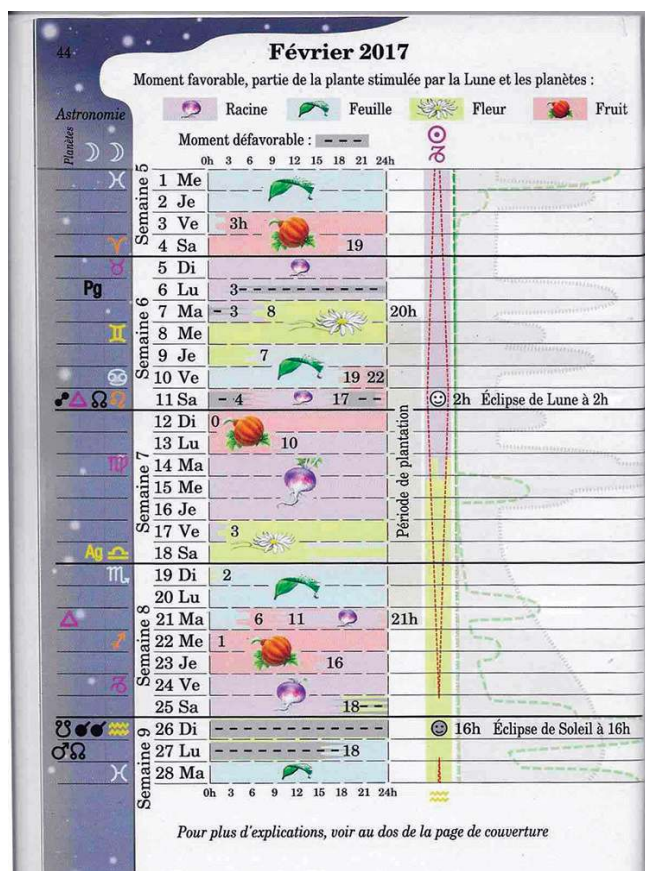 44
Février 2017
Moment favorable, partie de la plante stimulée par la Lune et les planètes :
Astronomie
Racine Feuille Fleur Fruit
Planètes
Moment défavorable :
0h 3 6 9 12 15 18 21 24h
Semaine 5
1 Me
2 Je
3 Ve 3h
4 Sa 19
Semaine 6
5 Di
Pg 6 Lu 3
7 Ma 3 8 20h
8 Me
9 Je 7
10 Ve 19 22
11 Sa 4 17 2h Éclipse de Lune à 2h
Période de plantation
Semaine 7
12 Di 0
13 Lu 10
14 Ma
15 Me
16 Je
17 Ve 3
Ag 18 Sa
Semaine 8
19 Di 2
20 Lu
21 Ma 6 11 21h
22 Me 1
23 Je 16
24 Ve
25 Sa 18
Semaine 9
26 Di 16h Éclipse de Soleil à 16h
27 Lu 18
28 Ma
0h 3 6 9 12 15 18 21 24h
Pour plus d'explications, voir au dos de la page de couverture